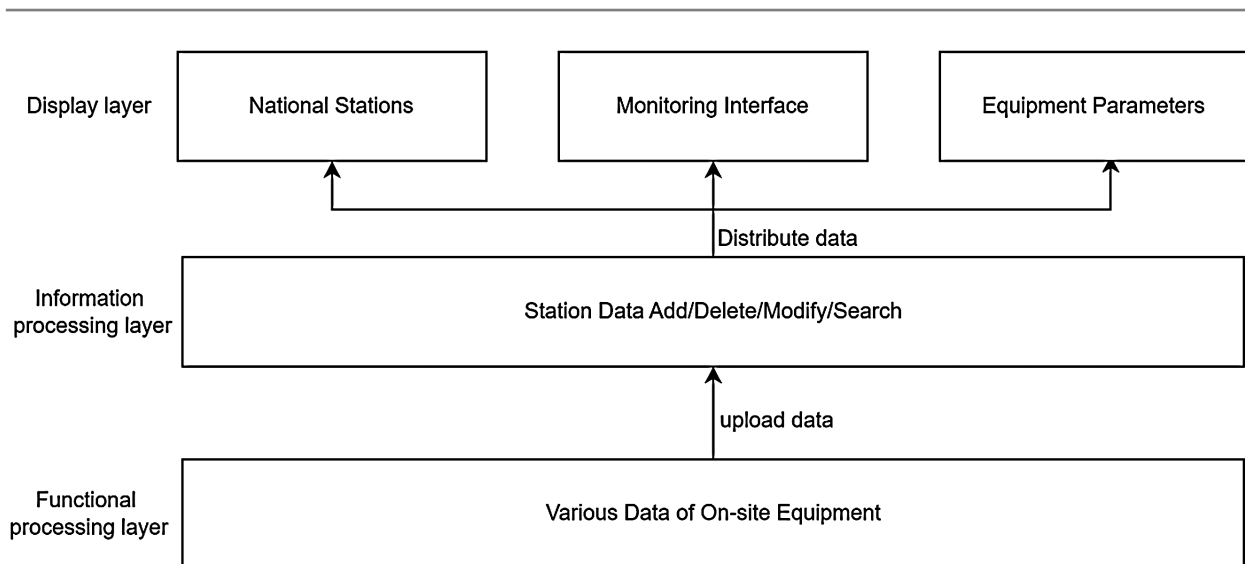 Display layer
National Stations
Monitoring Interface
Equipment Parameters
Distribute data
Information
processing layer
Station Data Add/Delete/Modify/Search
upload data
Functional
processing layer
Various Data of On-site Equipment